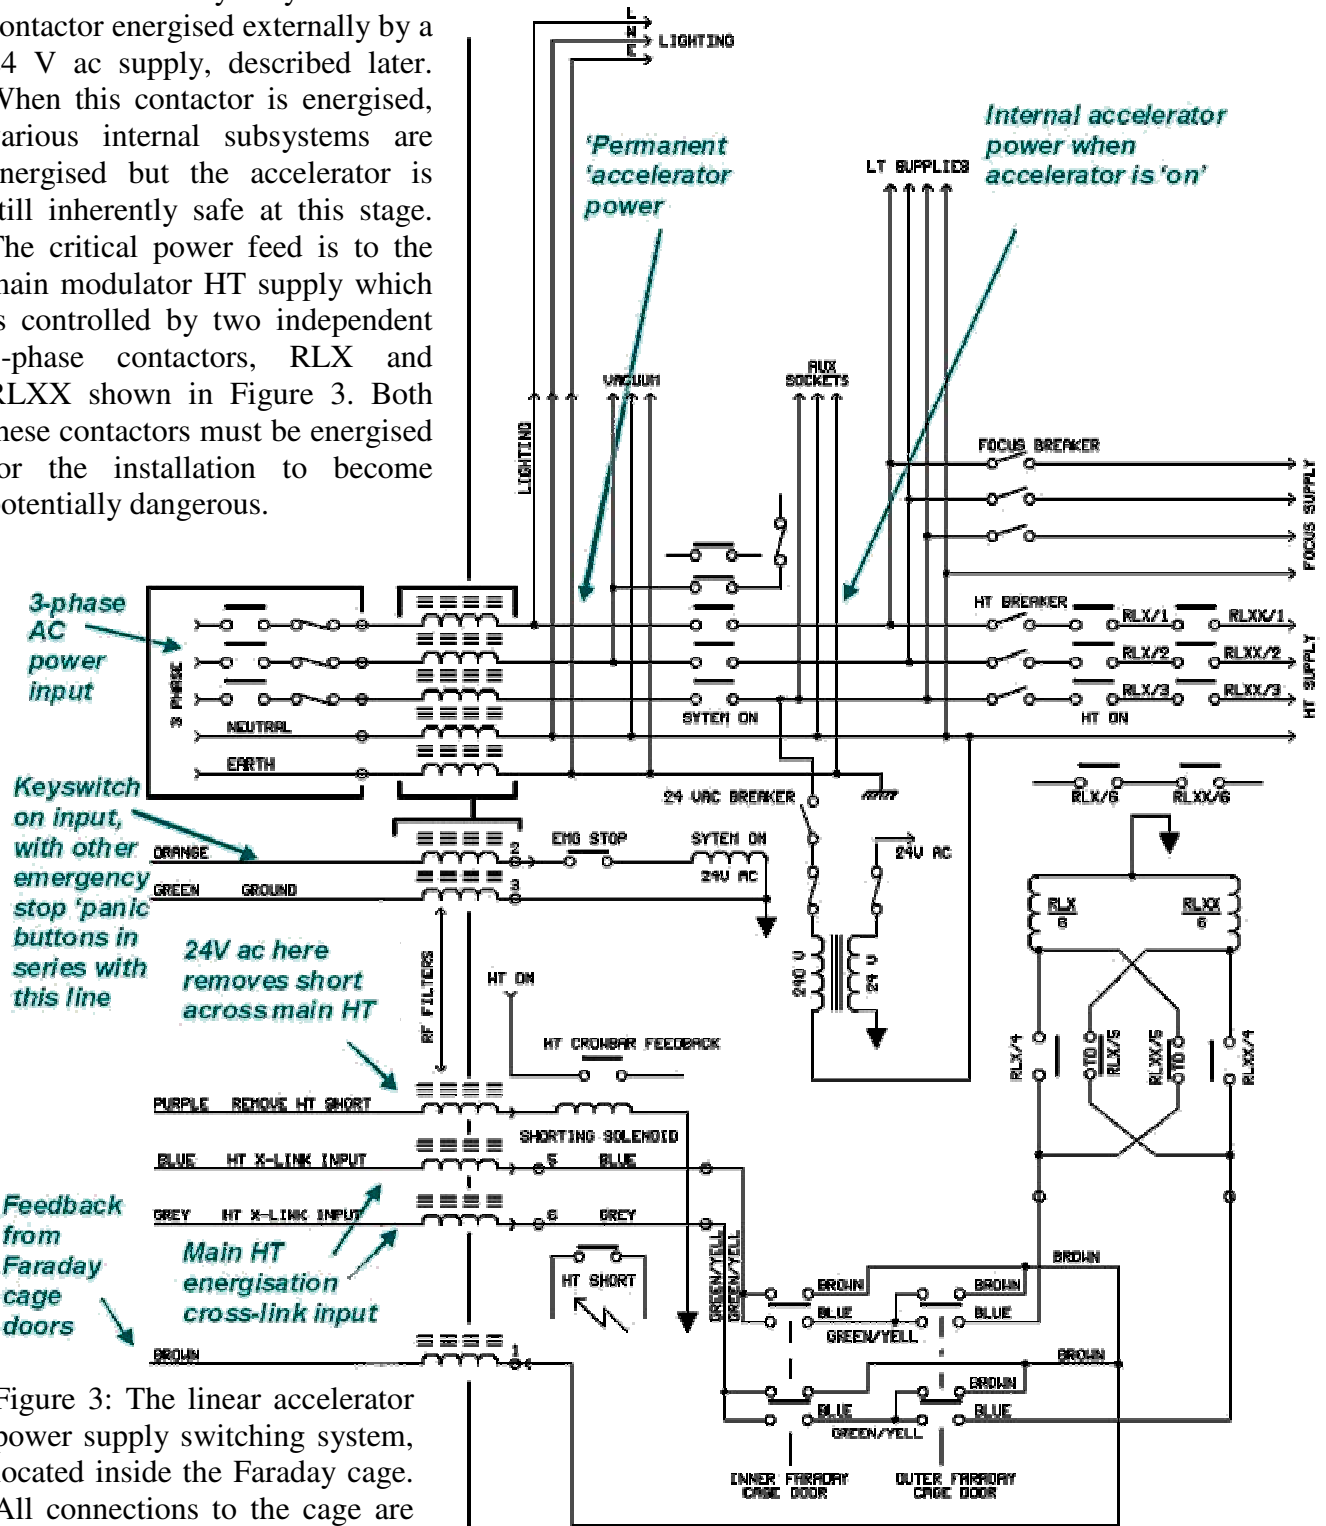 ontactor energised externally by a
4 V ac supply, described later.
When this contactor is energised,
arious internal subsystems are
nergised but the accelerator is
till inherently safe at this stage.
The critical power feed is to the
main modulator HT supply which
s controlled by two independent
-phase contactors, RLX and
RLXX shown in Figure 3. Both
hese contactors must be energised
or the installation to become
otentially dangerous.
L
N
E
LIGHTING
'Permanent
'accelerator
power
Internal accelerator
power when
accelerator is 'on'
LT SUPPLIES
LIGHTING
VACUUM
AUX
SOCKETS
FOCUS BREAKER
FOCUS SUPPLY
3-phase
AC
power
input
3 PHASE
NEUTRAL
EARTH
SYTEM ON
HT BREAKER
RLX/1
RLXX/1
RLX/2
RLXX/2
RLX/3
RLXX/3
HT ON
HT SUPPLY
RLX/6
RLXX/6
Keyswitch
on input,
with other
emergency
stop 'panic
buttons in
series with
this line
ORANGE
GREEN GROUND
2
3
EMG STOP
SYTEM ON
24V AC
24 VAC BREAKER
24V AC
240 V
24 V
RLX
6
RLXX
6
RLX/4
TO
RLX/5
RLXX/5
TO
RLXX/4
24V ac here
removes short
across main HT
RF FILTERS
HT ON
HT CROWBAR FEEDBACK
PURPLE REMOVE HT SHORT
SHORTING SOLENOID
BLUE HT X-LINK INPUT
5 BLUE
GREY HT X-LINK INPUT
6 GREY
Feedback
from
Faraday
cage
doors
Main HT
energisation
cross-link input
HT SHORT
GREEN/YELL
GREEN/YELL
BROWN
BLUE
GREEN/YELL
BROWN
BLUE
BROWN
BROWN
1
BROWN
BLUE
GREEN/YELL
BROWN
BLUE
BROWN
INNER FARADAY
CAGE DOOR
OUTER FARADAY
CAGE DOOR
Figure 3: The linear accelerator
power supply switching system,
located inside the Faraday cage.
All connections to the cage are